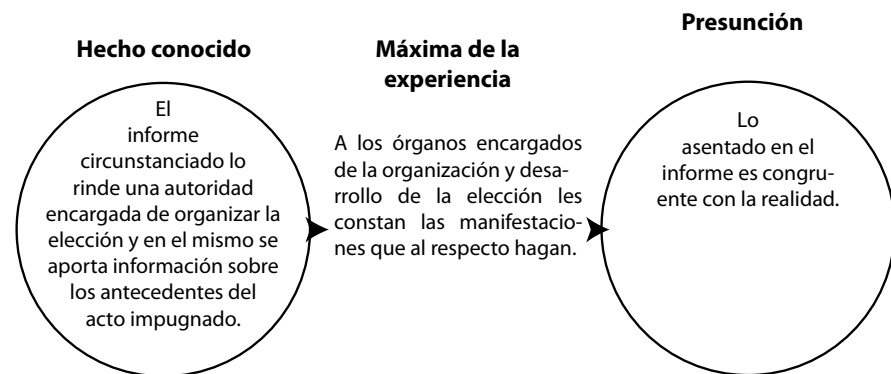 Hecho conocido
El
informe
circunstanciado lo
rinde una autoridad
encargada de organizar la
elección y en el mismo se
aporta información sobre
los antecedentes del
acto impugnado.
Máxima de la
experiencia
A los órganos encargados
de la organización y desa-
rrollo de la elección les
constan las manifestacio-
nes que al respecto hagan.
Presunción
Lo
asentado en el
informe es congru-
ente con la realidad.